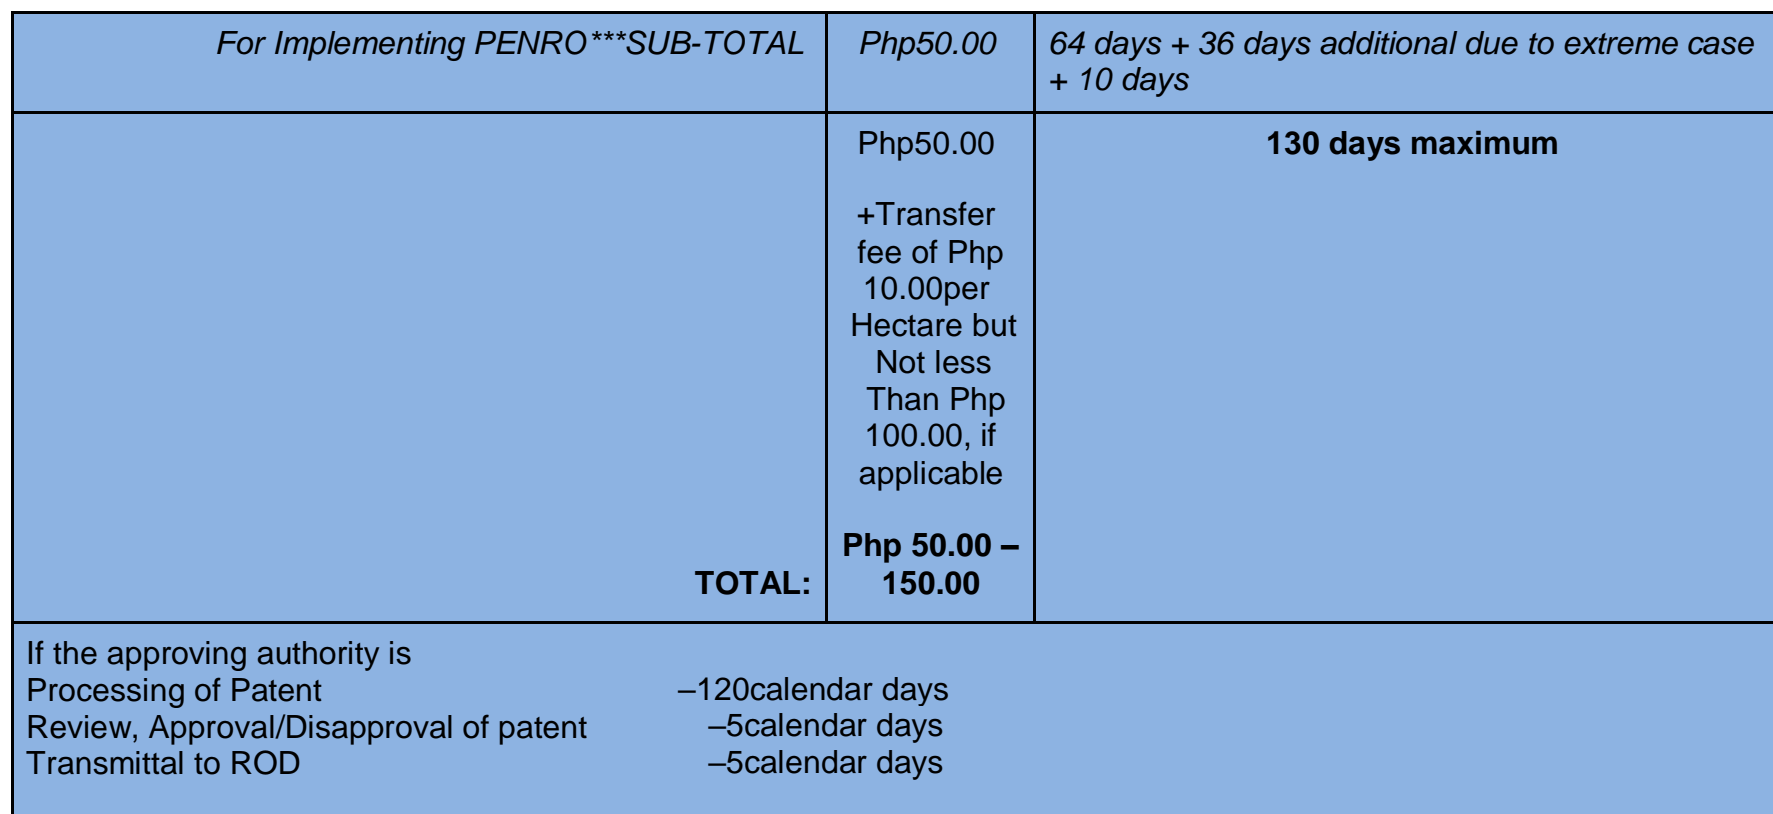 For Implementing PENRO***SUB-TOTAL
Php50.00
64 days + 36 days additional due to extreme case
+ 10 days
Php50.00
+Transfer
fee of Php
10.00per
Hectare but
Not less
Than Php
100.00, if
applicable
TOTAL:
Php 50.00 –
150.00
130 days maximum
If the approving authority is
Processing of Patent –120calendar days
Review, Approval/Disapproval of patent –5calendar days
Transmittal to ROD –5calendar days